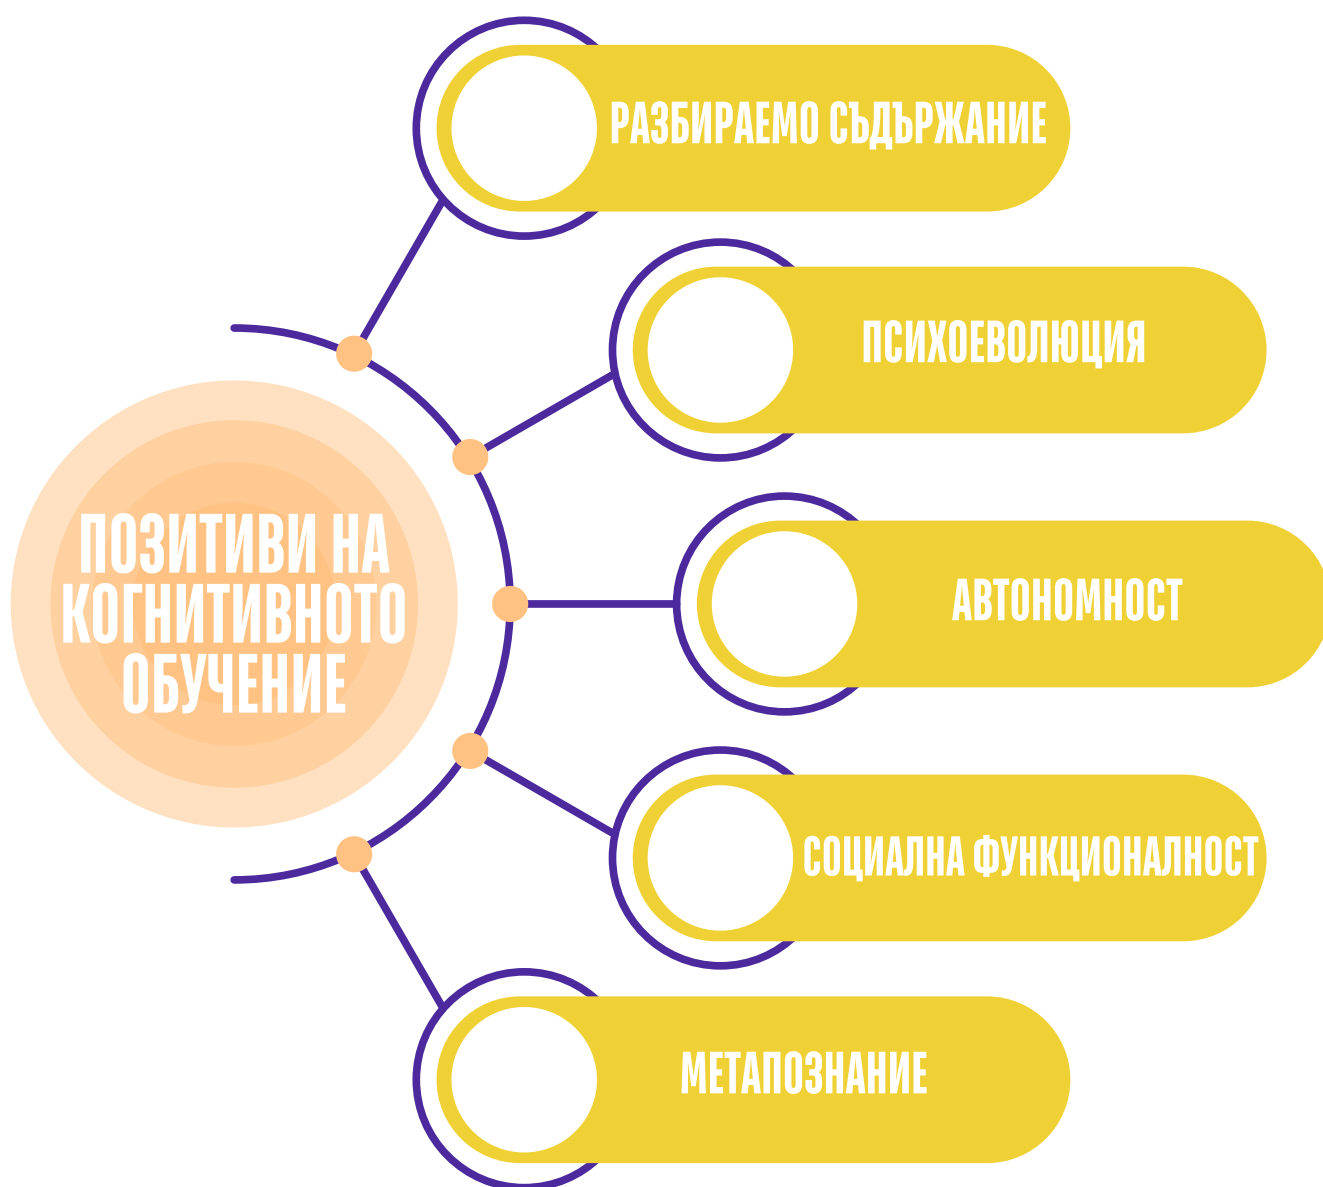 РАЗБИРАЕМО СЪДЪРЖАНИЕ
ПСИХОЕВОЛЮЦИЯ
ПОЗИТИВИ НА
КОГНИТИВНОТО
ОБУЧЕНИЕ
АВТОНОМНОСТ
СОЦИАЛНА ФУНКЦИОНАЛНОСТ
МЕТАПОЗНАНИЕ